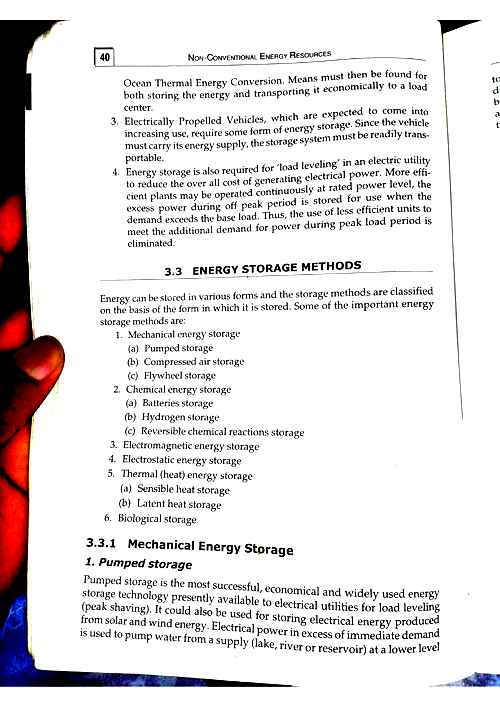 40
NON-CONVENTIONAL ENERGY RESOURCES
Ocean Thermal Energy Conversion. Means must then be found for
both storing the energy and transporting it economically to a load
center.
3. Electrically Propelled Vehicles, which are expected to come into
increasing use, require some form of energy storage. Since the vehicle
must carry its energy supply, the storage system must be readily trans-
portable.
4. Energy storage is also required for 'load leveling' in an electric utility
to reduce the over all cost of generating electrical power. More effi-
cient plants may be operated continuously at rated power level, the
excess power during off peak period is stored for use when the
demand exceeds the base load. Thus, the use of less efficient units to
meet the additional demand for power during peak load period is
eliminated.
3.3 ENERGY STORAGE METHODS
Energy can be stored in various forms and the storage methods are classified
on the basis of the form in which it is stored. Some of the important energy
storage methods are:
1. Mechanical energy storage
(a) Pumped storage
(b) Compressed air storage
(c) Flywheel storage
2. Chemical energy storage
(a) Batteries storage
(b) Hydrogen storage
(c) Reversible chemical reactions storage
3. Electromagnetic energy storage
4. Electrostatic energy storage
5. Thermal (heat) energy storage
(a) Sensible heat storage
(b) Latent heat storage
6. Biological storage
3.3.1 Mechanical Energy Storage
1. Pumped storage
Pumped storage is the most successful, economical and widely used energy
storage technology presently available to electrical utilities for load leveling
(peak shaving). It could also be used for storing electrical energy produced
from solar and wind energy. Electrical power in excess of immediate demand
is used to pump water from a supply (lake, river or reservoir) at a lower level